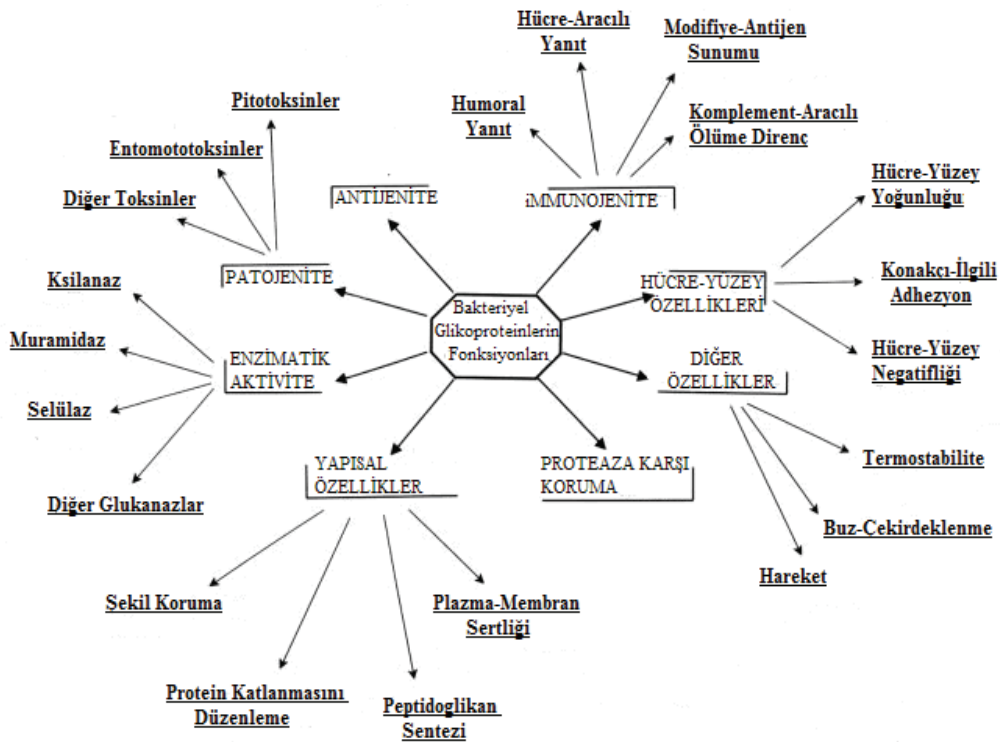 Hücre-Aracılı
Yanıt
Modifiye-Antijen
Sunumu
Pitotoksinler
Humoral
Yanıt
Komplement-Aracılı
Ölüme Direnç
Entomototoksinler
Diğer Toksinler
ANTİJENİTE
iMMUNOJENİTE
Hücre-Yüzey
Yoğunluğu
PATOJENİTE
HÜCRE-YÜZEY
ÖZELLİKLERİ
Konakçı-İlgili
Adhezyon
Ksilanaz
Bakteriyel
Glikoproteinlerin
Fonksiyonları
Muramidaz
ENZİMATİK
AKTİVİTE
DİĞER
ÖZELLİKLER
Hücre-Yüzey
Negatifliği
Selülaz
Diğer Glukanazlar
YAPISAL
ÖZELLİKLER
PROTEAZA KARŞI
KORUMA
Termostabilite
Buz-Çekirdeklenme
Hareket
Sekil Koruma
Plazma-Membran
Sertliği
Protein Katlanmasını
Düzenleme
Peptidoglikan
Sentezi